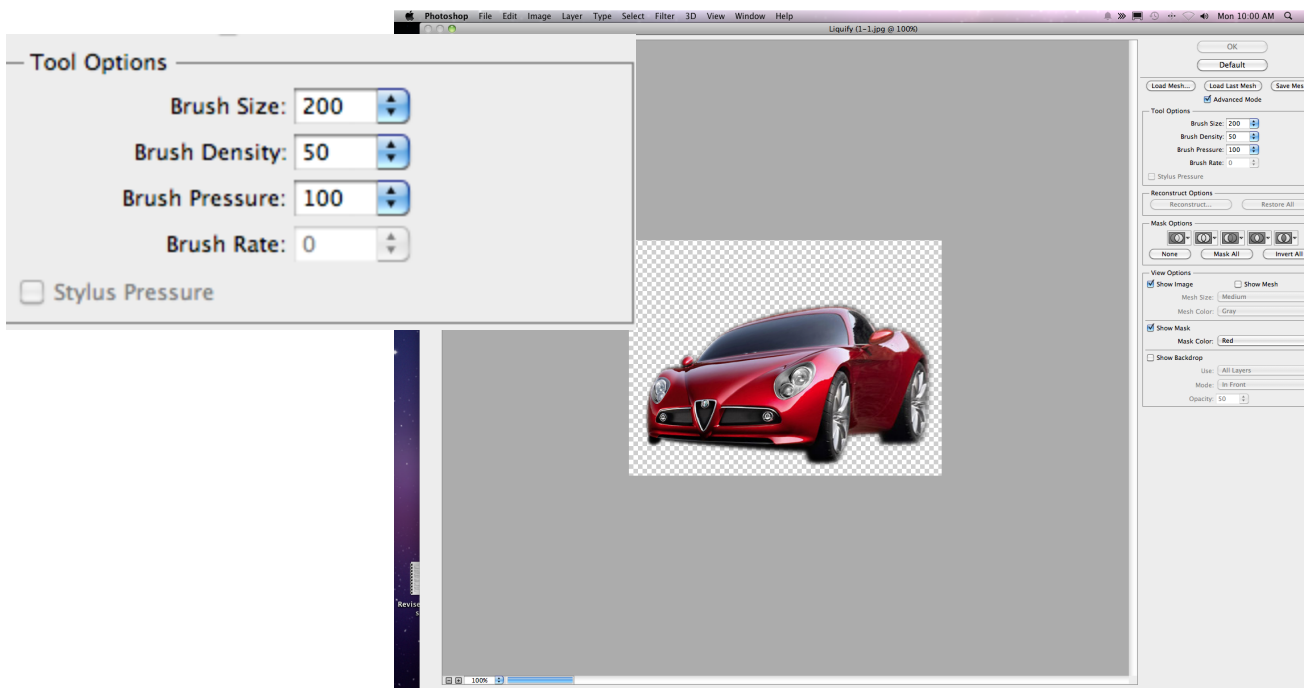 Photoshop File Edit Image Layer Type Select Filter 3D View Window Help Mon 10:00 AM
Liquify (1-1.jpg @ 100%)
Tool Options
Brush Size: 200
Brush Density: 50
Brush Pressure: 100
Brush Rate: 0
Stylus Pressure
OK
Default
Load Mesh... Load Last Mesh Save Mes
Advanced Mode
Tool Options
Brush Size: 200
Brush Density: 50
Brush Pressure: 100
Brush Rate: 0
Stylus Pressure
Reconstruct Options
Reconstruct... Restore All
Mask Options
None Mask All Invert All
View Options
Show Image Show Mesh
Mesh Size: Medium
Mesh Color: Gray
Show Mask
Mask Color: Red
Show Backdrop
Use: All Layers
Mode: In Front
Opacity: 50
Revise
s
100%